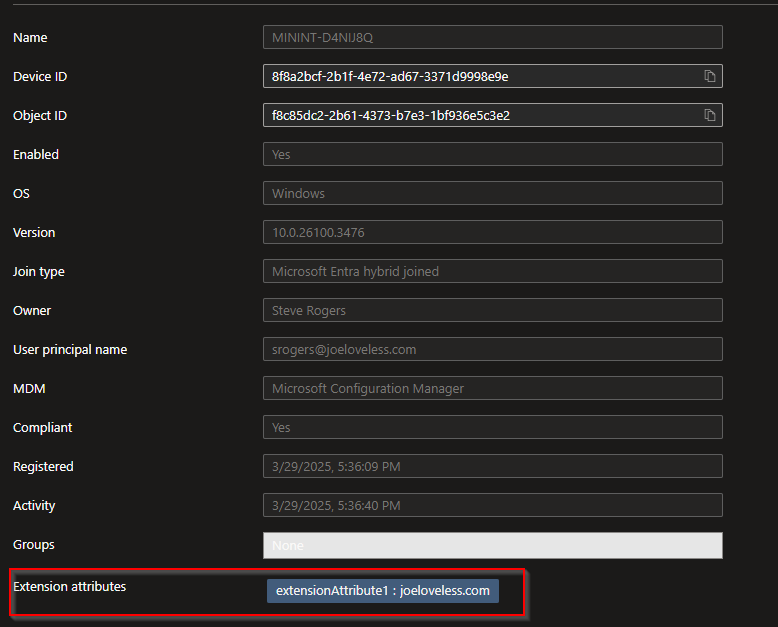 Name MININT-D4NIJ8Q
Device ID 8f8a2bcf-2b1f-4e72-ad67-3371d9998e9e
Object ID f8c85dc2-2b61-4373-b7e3-1bf936e5c3e2
Enabled Yes
OS Windows
Version 10.0.26100.3476
Join type Microsoft Entra hybrid joined
Owner Steve Rogers
User principal name srogers@joeloveless.com
MDM Microsoft Configuration Manager
Compliant Yes
Registered 3/29/2025, 5:36:09 PM
Activity 3/29/2025, 5:36:40 PM
Groups None
Extension attributes extensionAttribute1 : joeloveless.com